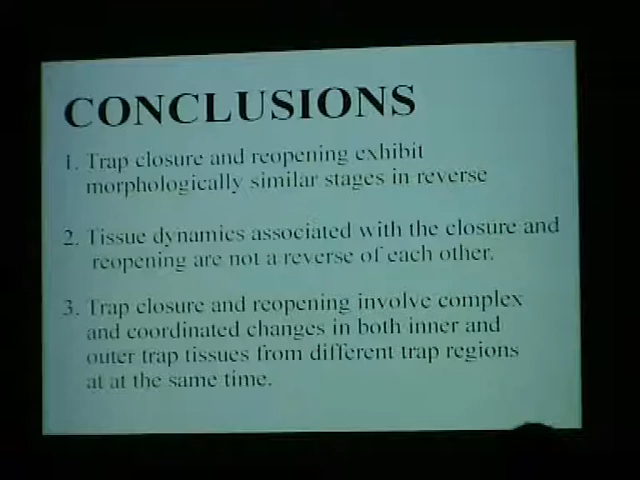 CONCLUSIONS
1. Trap closure and reopening exhibit
morphologically similar stages in reverse
2. Tissue dynamics associated with the closure and
reopening are not a reverse of each other.
3. Trap closure and reopening involve complex
and coordinated changes in both inner and
outer trap tissues from different trap regions
at at the same time.